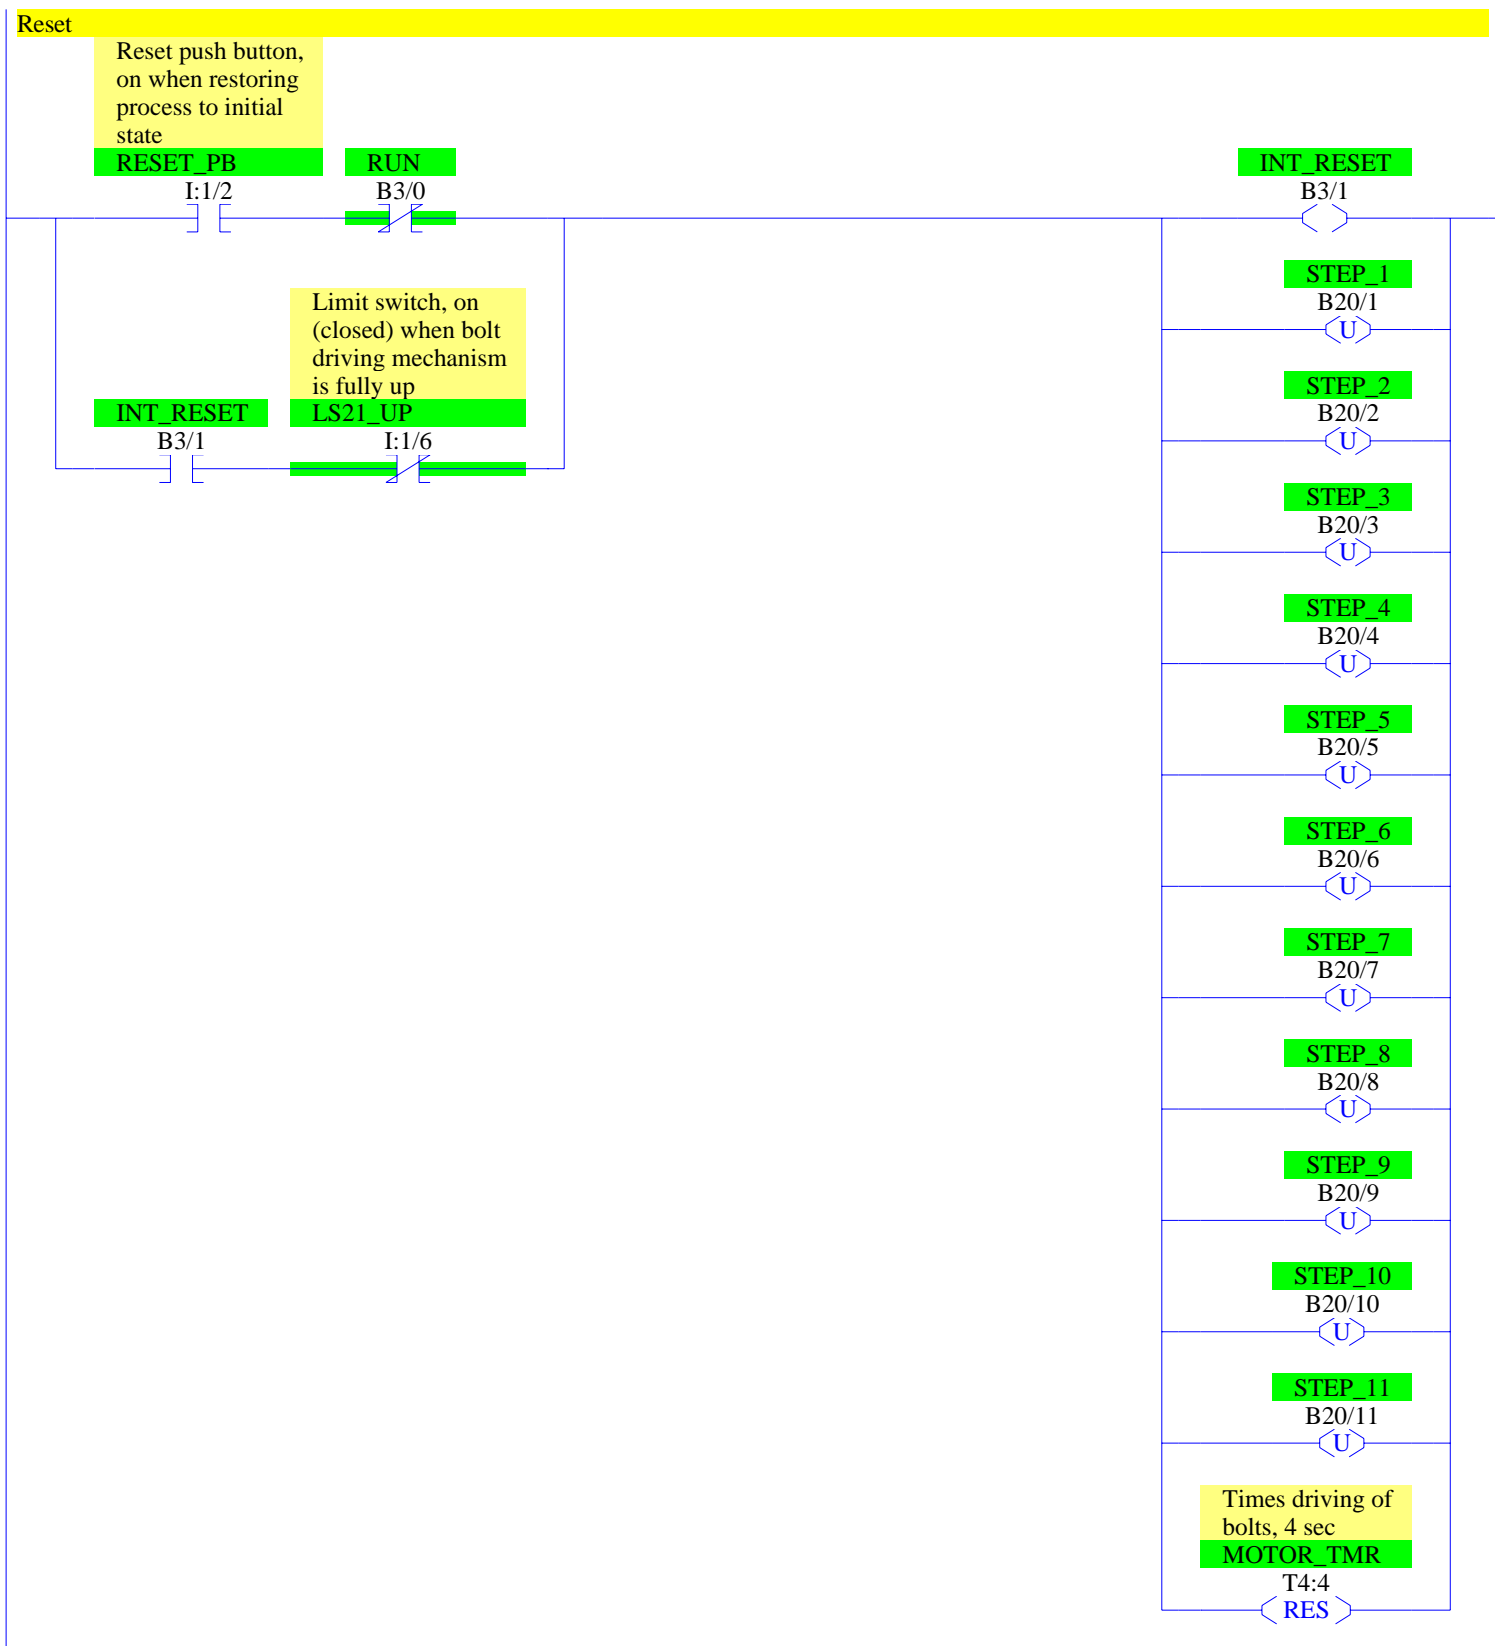 Reset
Reset push button,
on when restoring
process to initial
state
RESET_PB
I:1/2
RUN
B3/0
INT_RESET
B3/1
STEP_1
B20/1
U
Limit switch, on
(closed) when bolt
driving mechanism
is fully up
INT_RESET
B3/1
LS21_UP
I:1/6
STEP_2
B20/2
U
STEP_3
B20/3
U
STEP_4
B20/4
U
STEP_5
B20/5
U
STEP_6
B20/6
U
STEP_7
B20/7
U
STEP_8
B20/8
U
STEP_9
B20/9
U
STEP_10
B20/10
U
STEP_11
B20/11
U
Times driving of
bolts, 4 sec
MOTOR_TMR
T4:4
RES